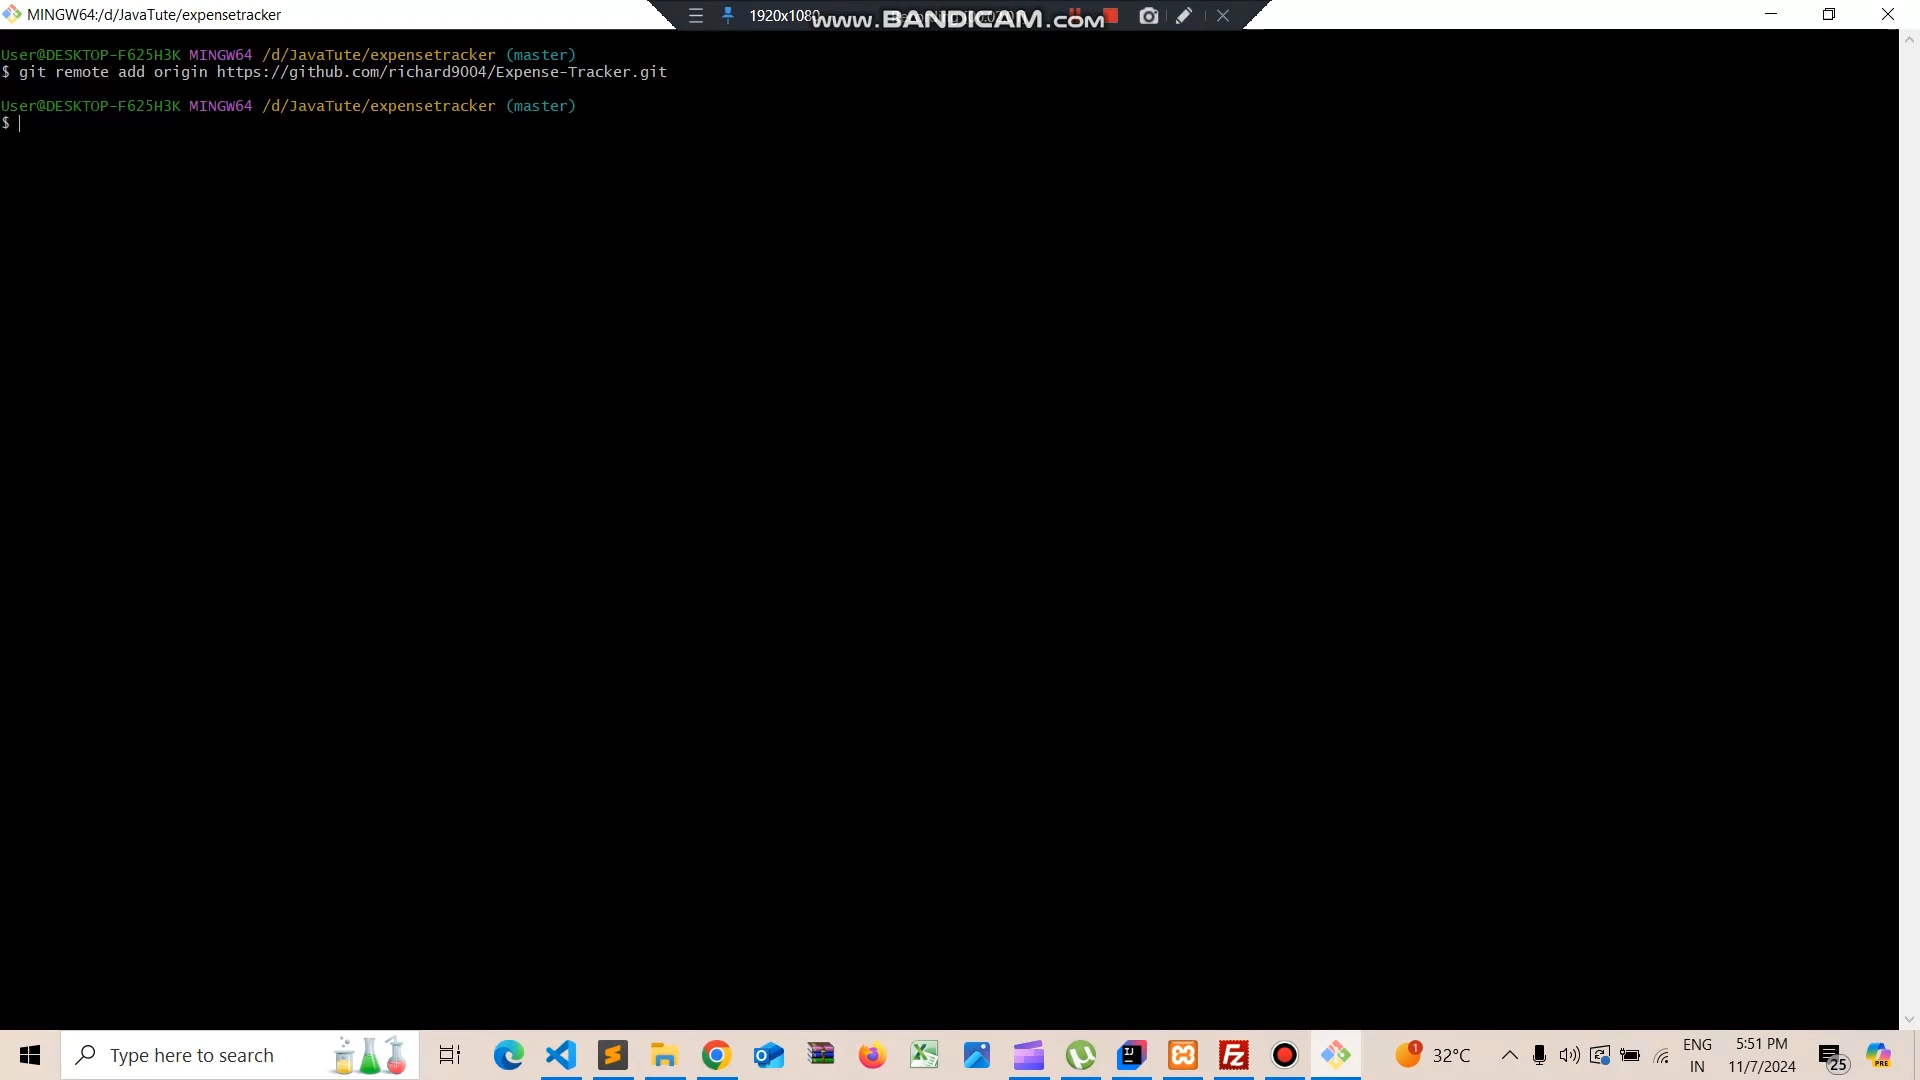 MINGW64:/d/JavaTute/expensetracker
1920x1080
www.BANDICAM.com
User@DESKTOP-F625H3K MINGW64 /d/JavaTute/expensetracker (master)
$ git remote add origin https://github.com/richard9004/Expense-Tracker.git
User@DESKTOP-F625H3K MINGW64 /d/JavaTute/expensetracker (master)
$
Type here to search
1
32°C
ENG
IN
5:51 PM
11/7/2024
25
PRE